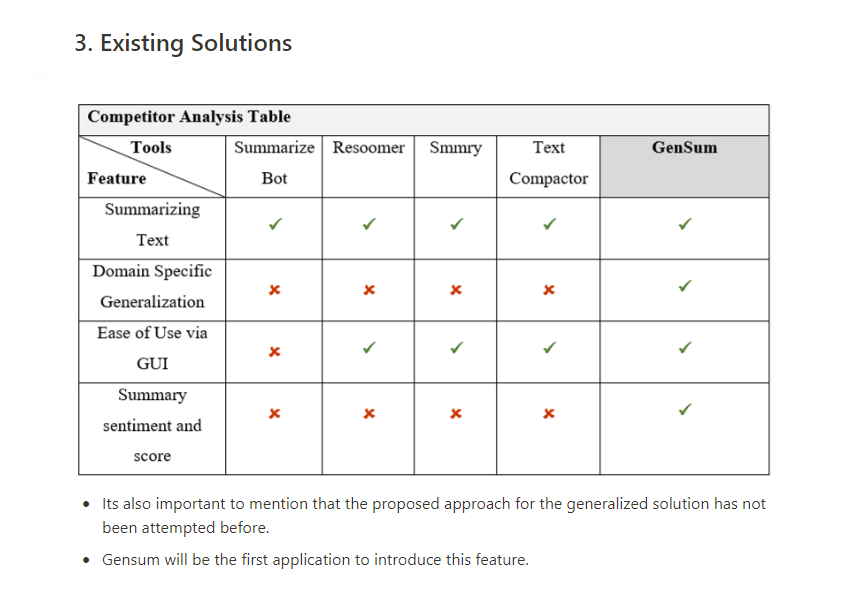 3. Existing Solutions
Competitor Analysis Table
Tools
Feature
Summarize
Bot
Resoomer
Smmry
Text
Compactor
GenSum
Summarizing
Text
✓ ✓ ✓ ✓ ✓
Domain Specific
Generalization
✗ ✗ ✗ ✗ ✓
Ease of Use via
GUI
✗ ✓ ✓ ✓ ✓
Summary
sentiment and
score
✗ ✗ ✗ ✗ ✓
• Its also important to mention that the proposed approach for the generalized solution has not
been attempted before.
• Gensum will be the first application to introduce this feature.